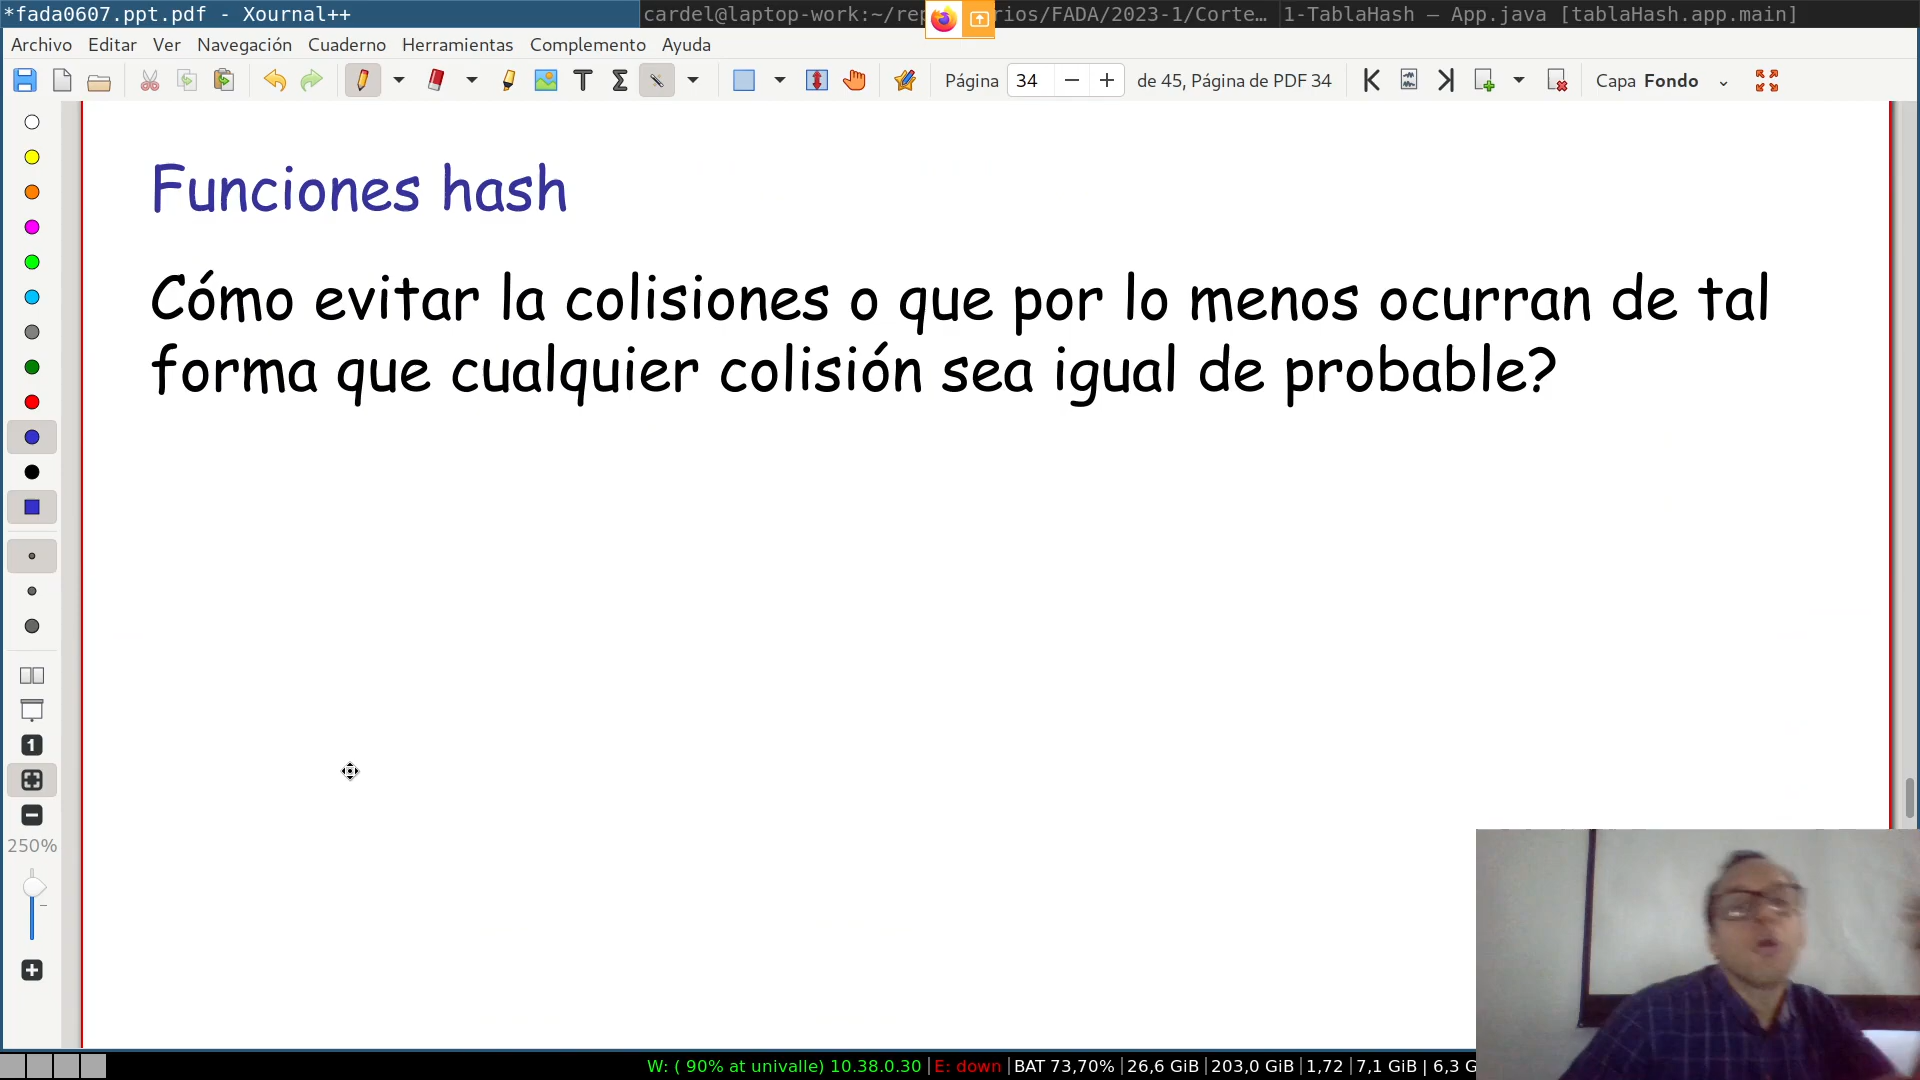 *fada0607.ppt.pdf - Xournal++
cardel@laptop-work:~/rep
rios/FADA/2023-1/Corte…
1-TablaHash – App.java [tablaHash.app.main]
Archivo Editar Ver Navegación Cuaderno Herramientas Complemento Ayuda
Página 34 de 45, Página de PDF 34 Capa Fondo
Funciones hash
Cómo evitar la colisiones o que por lo menos ocurran de tal
forma que cualquier colisión sea igual de probable?
1
250%
W: ( 90% at univalle) 10.38.0.30 |E: down |BAT 73,70% |26,6 GiB |203,0 GiB |1,72 |7,1 GiB | 6,3 G